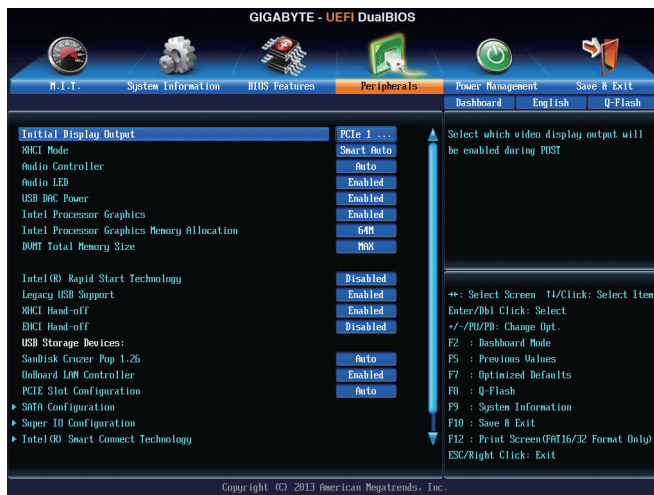 GIGABYTE - UEFI DualBIOS
M.I.T.
System Information
BIOS Features
Peripherals
Power Management
Save & Exit
Dashboard
English
Q-Flash
Initial Display Output PCIe 1 ...
XHCI Mode Smart Auto
Audio Controller Auto
Audio LED Enabled
USB DAC Power Enabled
Intel Processor Graphics Enabled
Intel Processor Graphics Memory Allocation 64M
DVMT Total Memory Size MAX
Intel(R) Rapid Start Technology Disabled
Legacy USB Support Enabled
XHCI Hand-off Enabled
EHCI Hand-off Disabled
USB Storage Devices:
SanDisk Cruzer Pop 1.26 Auto
OnBoard LAN Controller Enabled
PCIE Slot Configuration Auto
SATA Configuration
Super IO Configuration
Intel(R) Smart Connect Technology
Select which video display output will
be enabled during POST
→←: Select Screen ↑↓/Click: Select Item
Enter/Dbl Click: Select
+/-/PU/PD: Change Opt.
F2 : Dashboard Mode
F5 : Previous Values
F7 : Optimized Defaults
F8 : Q-Flash
F9 : System Information
F10 : Save & Exit
F12 : Print Screen(FAT16/32 Format Only)
ESC/Right Click: Exit
Copyright (C) 2013 American Megatrends, Inc.